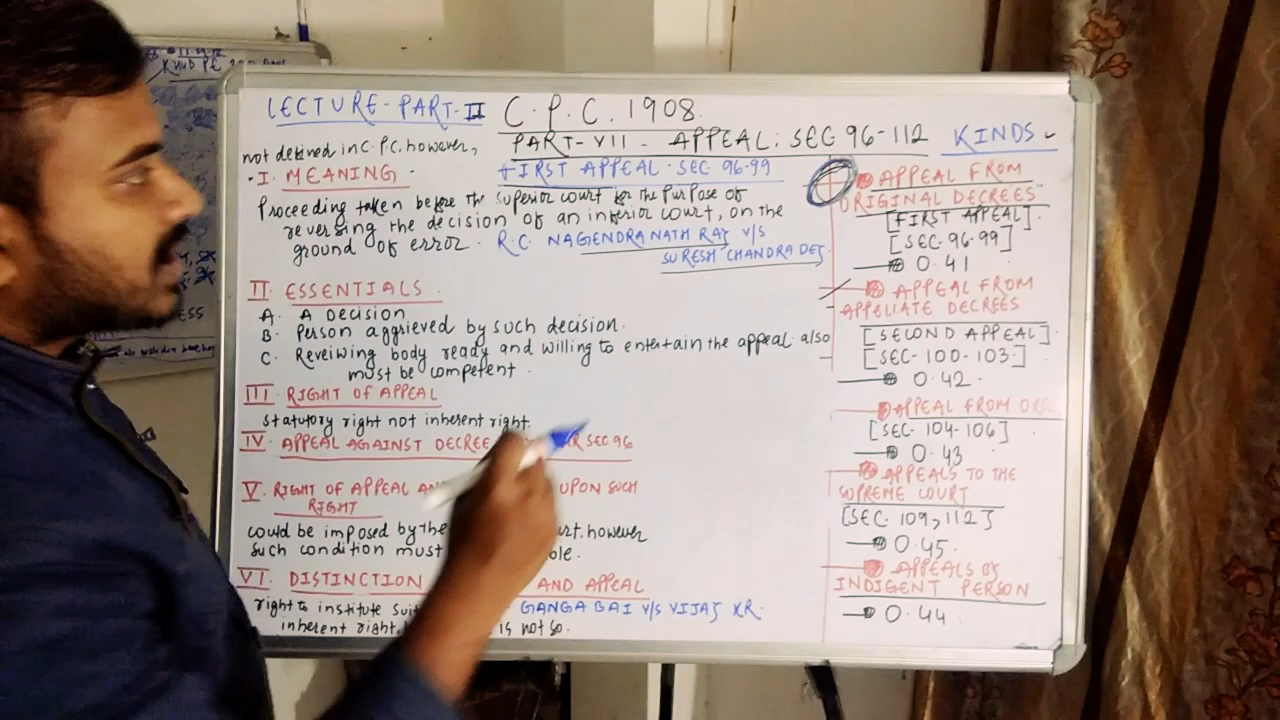 LECTURE-PART-II C.P.C. 1908.
PART-VII - APPEAL: SEC 96-112
FIRST APPEAL. SEC. 96-99
not defined in C.P.C. however,
I. MEANING
Proceeding taken before the superior court for the purpose of
reversing the decision of an inferior court, on the
ground of error. R.C. NAGENDRA NATH RAY V/S
SURESH CHANDRA DEY
II ESSENTIALS
A. A Decision
B. Person aggrieved by such decision.
C. Reveiwing body ready and willing to entertain the appeal also
must be competent.
III RIGHT OF APPEAL
statutory right not inherent right.
IV APPEAL AGAINST DECREE SEC 96
V. RIGHT OF APPEAL UPON SUCH
RIGHT
could be imposed by the however
such condition must
VI. DISTINCTION AND APPEAL
right to institute GANGA BAI V/S VIJAY KR.
inherent right, is not so.
KINDS
APPEAL FROM
ORIGINAL DECREES"
[FIRST APPEAL].
[SEC-96-99]
O.41
APPEAL FROM
APPELIATE DECREES
[SECOND APPEAL].
[SEC-100-103]
O.42.
APPEAL FROM
[SEC-104-106]
O.43
APPEALS TO THE
SUPREME COURT
[SEC-109, 112]
O.45.
APPEALS BY
INDIGENT PERSON
O.44